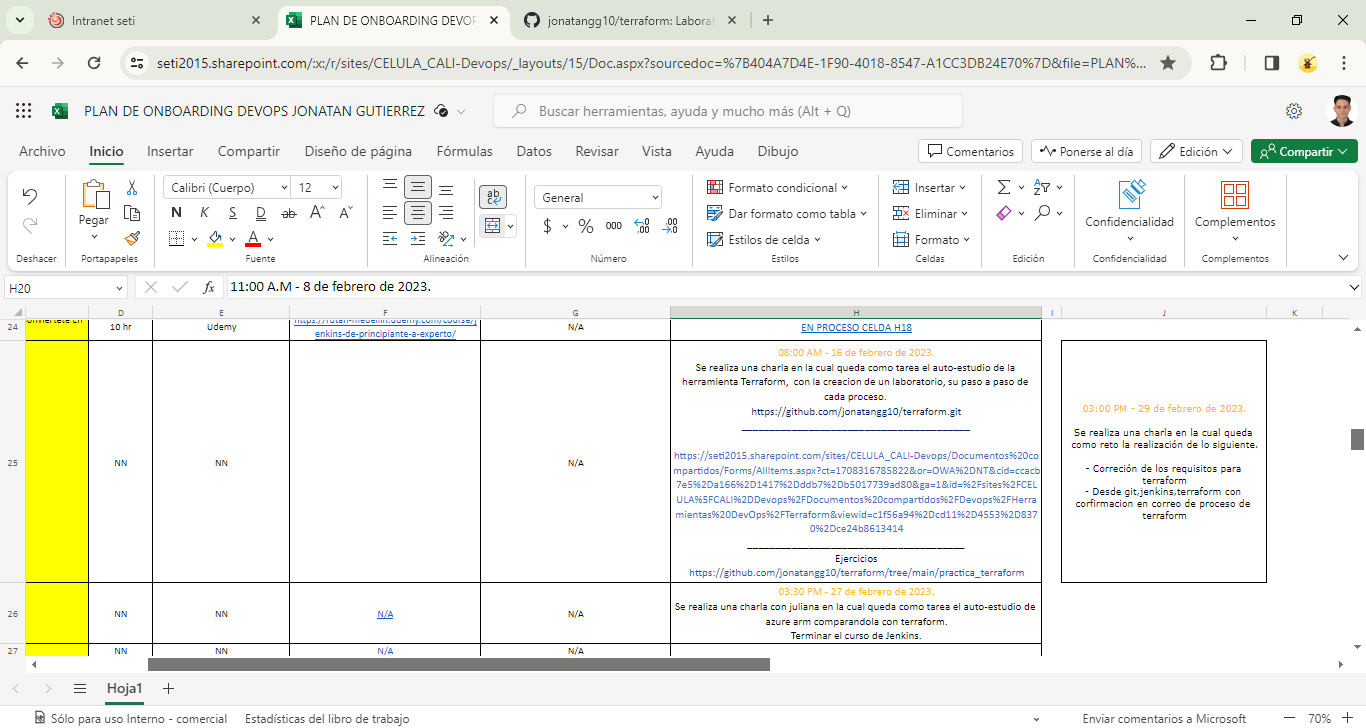 Intranet seti
PLAN DE ONBOARDING DEVOP
jonatangg10/terraform: Laborat
seti2015.sharepoint.com/:x:/r/sites/CELULA_CALI-Devops/_layouts/15/Doc.aspx?sourcedoc=%7B404A7D4E-1F90-4018-8547-A1CC3DB24E70%7D&file=PLAN%...
PLAN DE ONBOARDING DEVOPS JONATAN GUTIERREZ
Buscar herramientas, ayuda y mucho más (Alt + Q)
Archivo Inicio Insertar Compartir Diseño de página Fórmulas Datos Revisar Vista Ayuda Dibujo
Comentarios Ponerse al día Edición Compartir
Pegar
Calibri (Cuerpo) 12
N K S D ab A A
A
ab
General
$ % 000
Formato condicional
Dar formato como tabla
Estilos de celda
Insertar
Eliminar
Formato
Confidencialidad
Complementos
Deshacer Portapapeles Fuente Alineación Número Estilos Celdas Edición Confidencialidad Complementos
H20
fx 11:00 A.M - 8 de febrero de 2023.
D E F G H I J K
24
10 hr
Udemy
https://rutan-medellin.udemy.com/course/j
enkins-de-principiante-a-experto/
N/A
EN PROCESO CELDA H18
25
NN
NN
N/A
08:00 AM - 16 de febrero de 2023.
Se realiza una charla en la cual queda como tarea el auto-estudio de la
herramienta Terraform, con la creacion de un laboratorio, su paso a paso de
cada proceso.
https://github.com/jonatangg10/terraform.git
https://seti2015.sharepoint.com/sites/CELULA_CALI-Devops/Documentos%20co
mpartidos/Forms/AllItems.aspx?ct=1708316785822&or=OWA%2DNT&cid=ccacb
7e5%2Da166%2D1417%2Dddb7%2Db5017739ad80&ga=1&id=%2Fsites%2FCEL
ULA%5FCALI%2DDevops%2FDocumentos%20compartidos%2FDevops%2FHerra
mientas%20DevOps%2FTerraform&viewid=c1f56a94%2Dcd11%2D4553%2D837
0%2Dce24b8613414
Ejercicios
https://github.com/jonatangg10/terraform/tree/main/practica_terraform
03:00 PM - 29 de febrero de 2023.
Se realiza una charla en la cual queda
como reto la realización de lo siguiente.
- Correción de los requisitos para
terraform
- Desde git,jenkins,terraform con
confirmacion en correo de proceso de
terraform
26
NN
NN
N/A
N/A
03:30 PM - 27 de febrero de 2023.
Se realiza una charla con juliana en la cual queda como tarea el auto-estudio de
azure arm comparandola con terraform.
Terminar el curso de Jenkins.
27
NN
NN
N/A
N/A
Hoja1
Sólo para uso Interno - comercial
Estadísticas del libro de trabajo
Enviar comentarios a Microsoft
70%